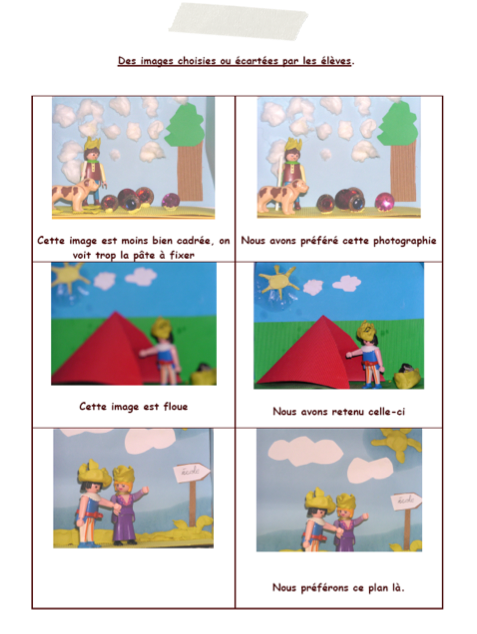 Des images choisies ou écartées par les élèves.
Cette image est moins bien cadrée, on
voit trop la pâte à fixer
Nous avons préféré cette photographie
Cette image est floue
Nous avons retenu celle-ci
école
école
Nous préférons ce plan là.